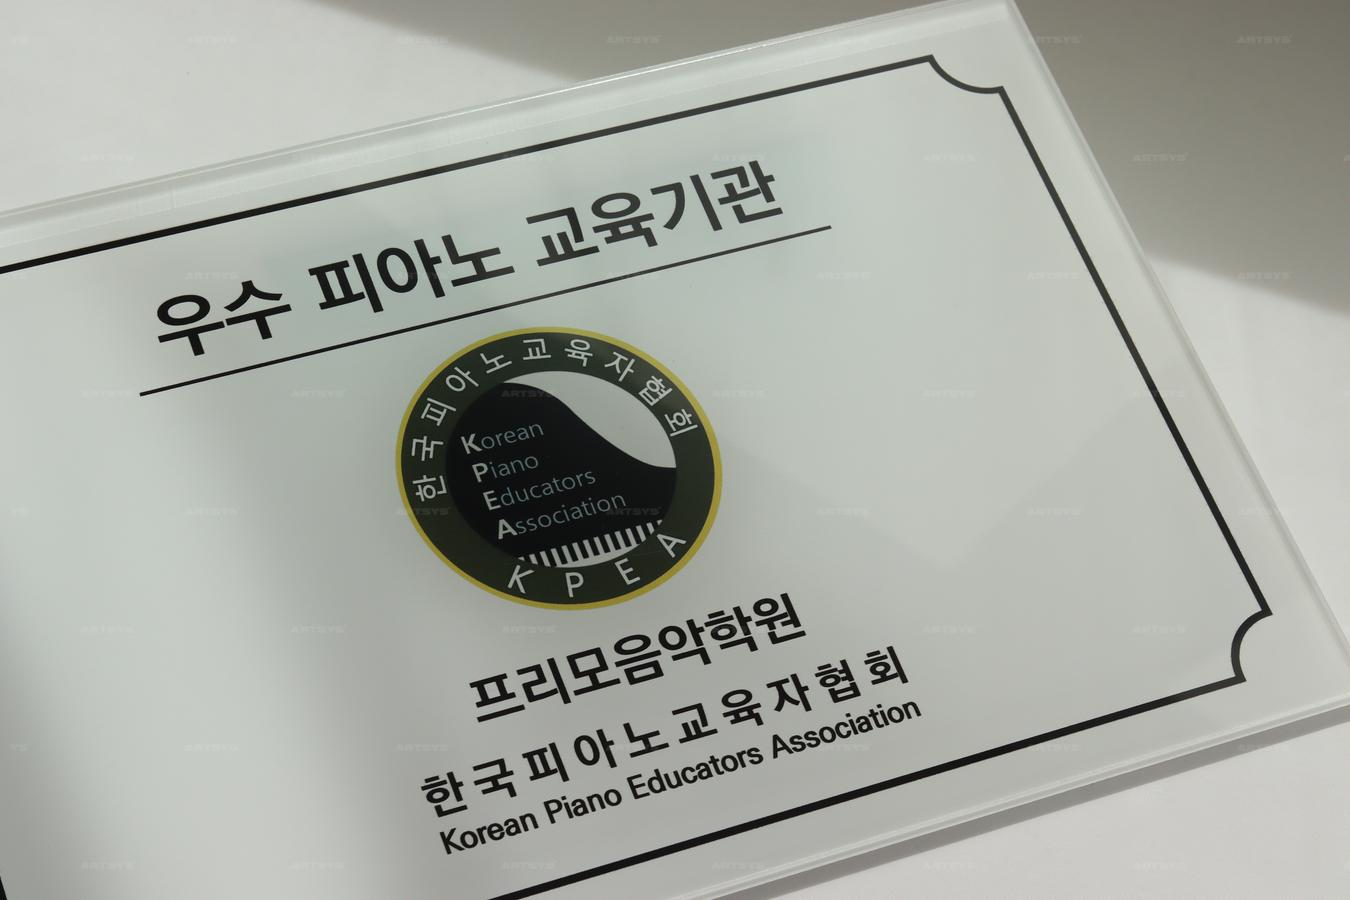 우수 피아노 교육기관
한국피아노교육자협회
Korean
Piano
Educators
Association
KPEA
프리모음악학원
한국피아노교육자협회
Korean Piano Educators Association
ARTSYS